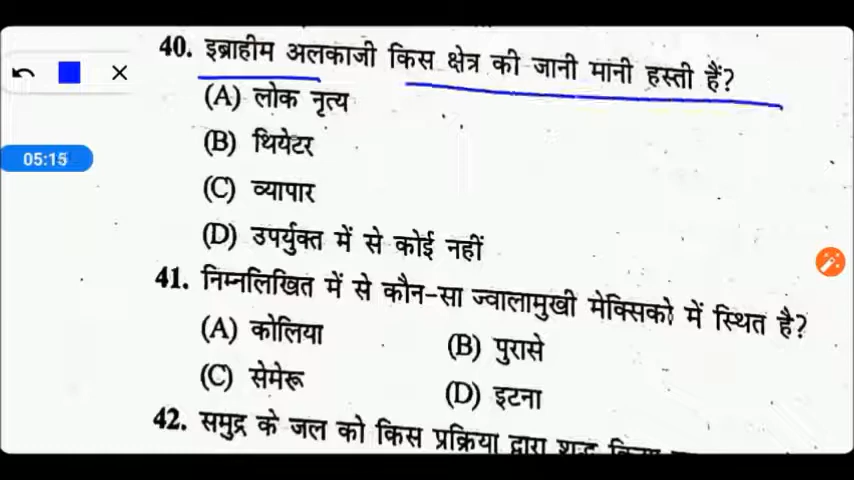 40. इब्राहीम अलकाजी किस क्षेत्र की जानी मानी हस्ती हैं?
(A) लोक नृत्य
(B) थियेटर
05:15
(C) व्यापार
(D) उपर्युक्त में से कोई नहीं
41. निम्नलिखित में से कौन-सा ज्वालामुखी मेक्सिको में स्थित है?
(A) कोलिया (B) पुरासे
(C) सेमेरू (D) इटना
42. समुद्र के जल को किस प्रक्रिया द्वारा शुद्ध